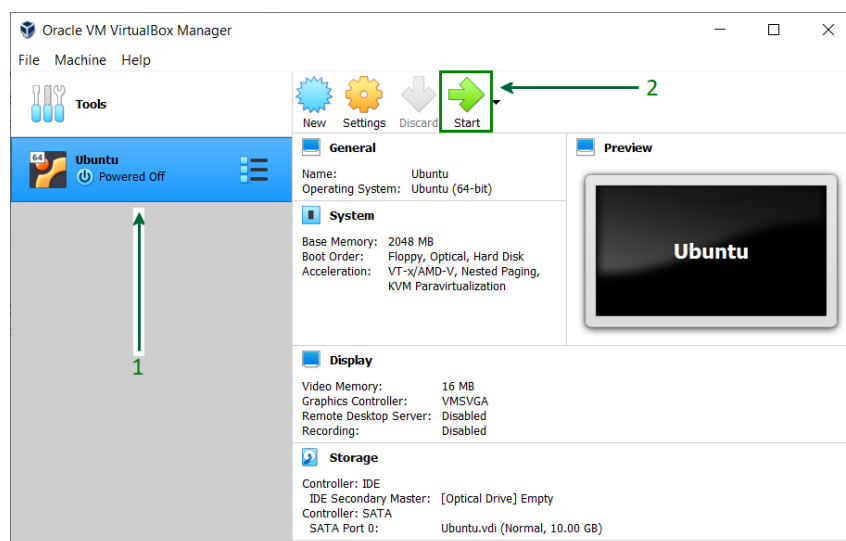 Oracle VM VirtualBox Manager
File Machine Help
Tools
New Settings Discard Start
2
64
Ubuntu
Powered Off
1
General
Name: Ubuntu
Operating System: Ubuntu (64-bit)
System
Base Memory: 2048 MB
Boot Order: Floppy, Optical, Hard Disk
Acceleration: VT-x/AMD-V, Nested Paging,
KVM Paravirtualization
Preview
Ubuntu
Display
Video Memory: 16 MB
Graphics Controller: VMSVGA
Remote Desktop Server: Disabled
Recording: Disabled
Storage
Controller: IDE
IDE Secondary Master: [Optical Drive] Empty
Controller: SATA
SATA Port 0: Ubuntu.vdi (Normal, 10.00 GB)